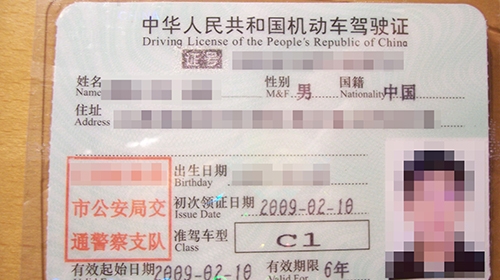 中华人民共和国机动车驾驶证
Driving License of the People's Republic of China
证号
姓名
Name
性别 男
M&F.
国籍 中国
Nationality
住址
Address
出生日期
Birthday
市公安局交
通警察支队
初次领证日期 2009-02-10
Issue Date
准驾车型 C1
Class
有效起始日期 2009-02-10
有效期限 6年
Valid For